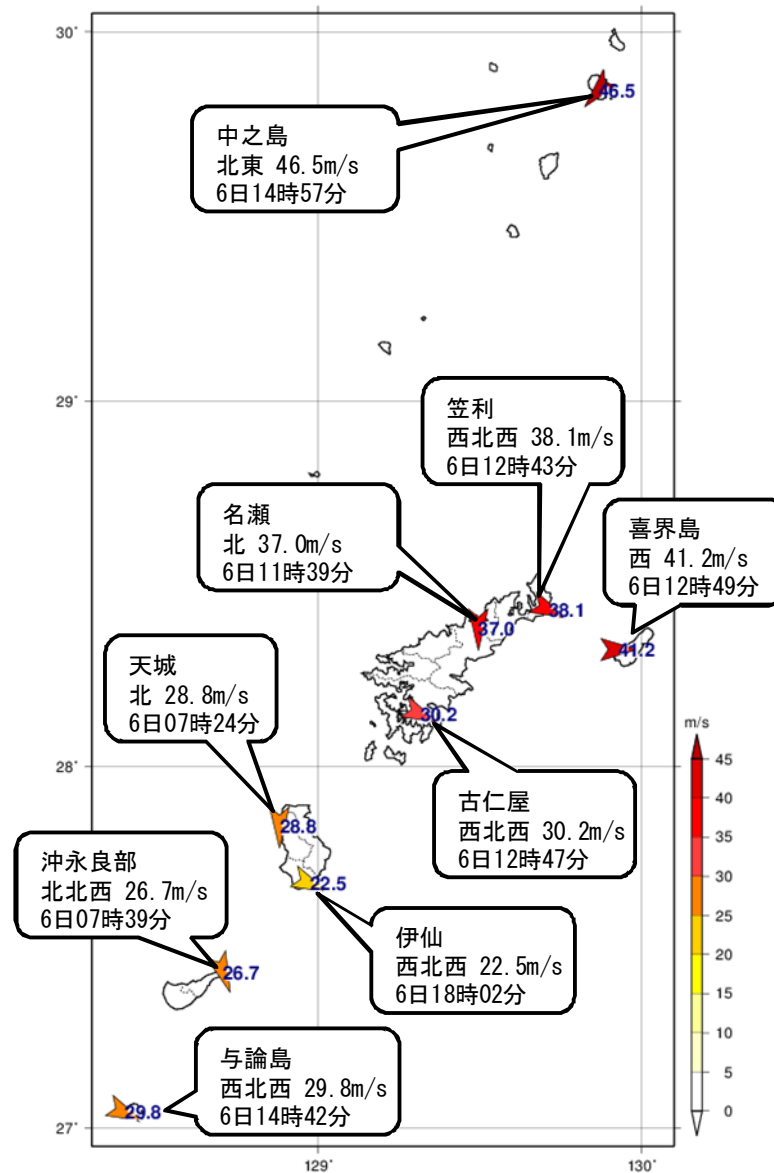 30゚
46.5
中之島
北東 46.5m/s
6日14時57分
29゚
笠利
西北西 38.1m/s
6日12時43分
名瀬
北 37.0m/s
6日11時39分
喜界島
西 41.2m/s
6日12時49分
38.1
37.0
41.2
天城
北 28.8m/s
6日07時24分
30.2
28゚
古仁屋
西北西 30.2m/s
6日12時47分
28.8
22.5
沖永良部
北北西 26.7m/s
6日07時39分
伊仙
西北西 22.5m/s
6日18時02分
26.7
与論島
西北西 29.8m/s
6日14時42分
29.8
27゚
129゚
130゚
m/s
45
40
35
30
25
20
15
10
5
0